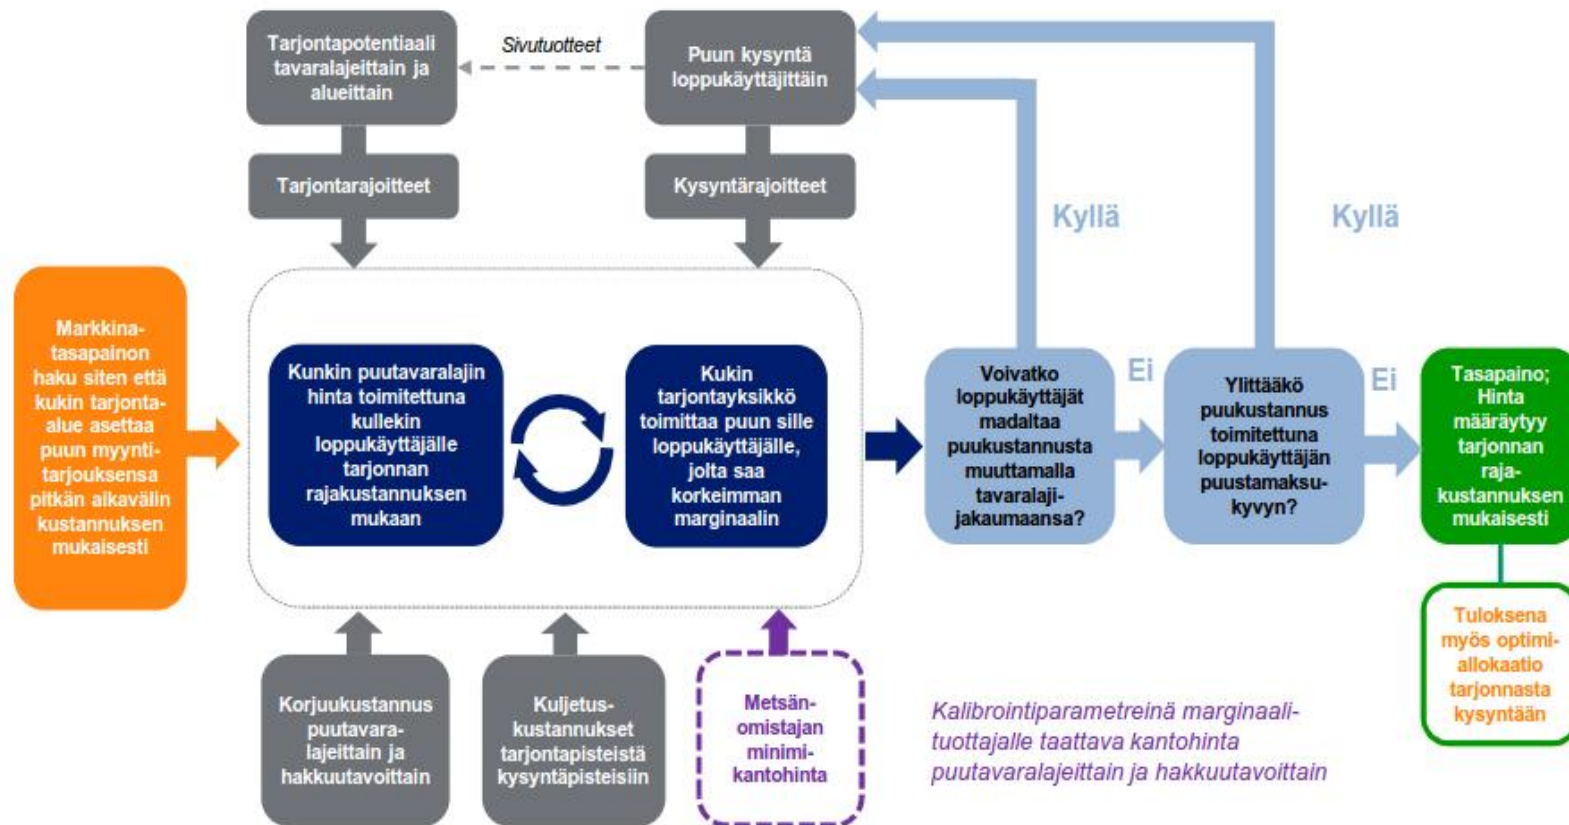 Tarjontapotentiaali
tavaralajeittain ja
alueittain
Sivutuotteet
Puun kysyntä
loppukäyttäjittäin
Tarjontarajoitteet
Kysyntärajoitteet
Kyllä
Kyllä
Markkina-
tasapainon
haku siten että
kukin tarjonta-
alue asettaa
puun myynti-
tarjouksensa
pitkän aikavälin
kustannuksen
mukaisesti
Kunkin puutavaralajin
hinta toimitettuna
kullekin
loppukäyttäjälle
tarjonnan
rajakustannuksen
mukaan
Kukin
tarjontayksikkö
toimittaa puun sille
loppukäyttäjälle,
jolta saa
korkeimman
marginaalin
Voivatko
loppukäyttäjät
madaltaa
puukustannusta
muuttamalla
tavaralaji-
jakaumaansa?
Ei
Ylittääkö
puukustannus
toimitettuna
loppukäyttäjän
puustamaksu-
kyvyn?
Ei
Tasapaino;
Hinta
määräytyy
tarjonnan
raja-
kustannuksen
mukaisesti
Korjuukustannus
puutavara-
lajeittain ja
hakkuutavoittain
Kuljetus-
kustannukset
tarjontapisteistä
kysyntäpisteisiin
Metsän-
omistajan
minimi-
kantohinta
Kalibrointiparametreinä marginaali-
tuottajalle taattava kantohinta
puutavaralajeittain ja hakkuutavoittain
Tuloksena
myös optimi-
allokaatio
tarjonnasta
kysyntään